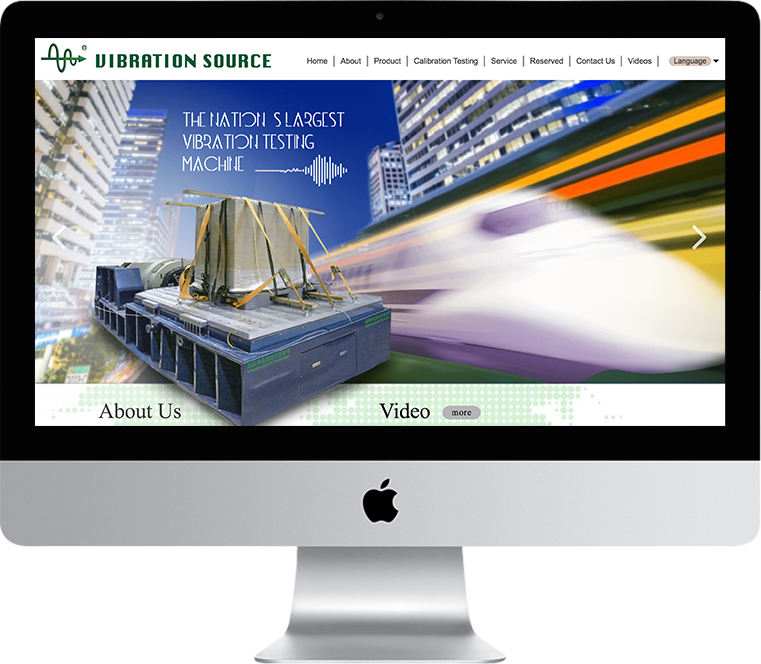 ® VIBRATION SOURCE
Home | About | Product | Calibration Testing | Service | Reserved | Contact Us | Videos | Language
THE NATION S LARGEST
VIBRATION TESTING
MACHINE
About Us
Video more